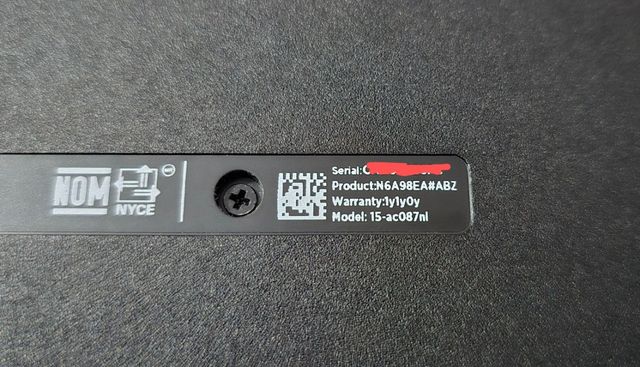 NOM
NYCE
Serial:
Product:N6A98EA#ABZ
Warranty:1y1y0y
Model: 15-ac087nl